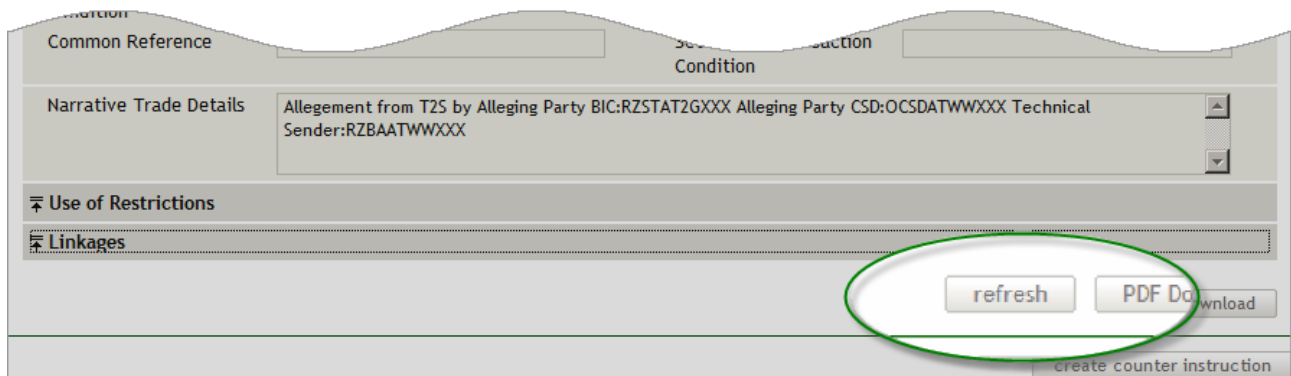 Common Reference
Condition
Narrative Trade Details
Allegement from T2S by Alleging Party BIC:RZSTAT2GXXX Alleging Party CSD:OCSDATWWXXX Technical
Sender:RZBAATWWXXX
Use of Restrictions
Linkages
refresh
PDF Do wnload
create counter instruction